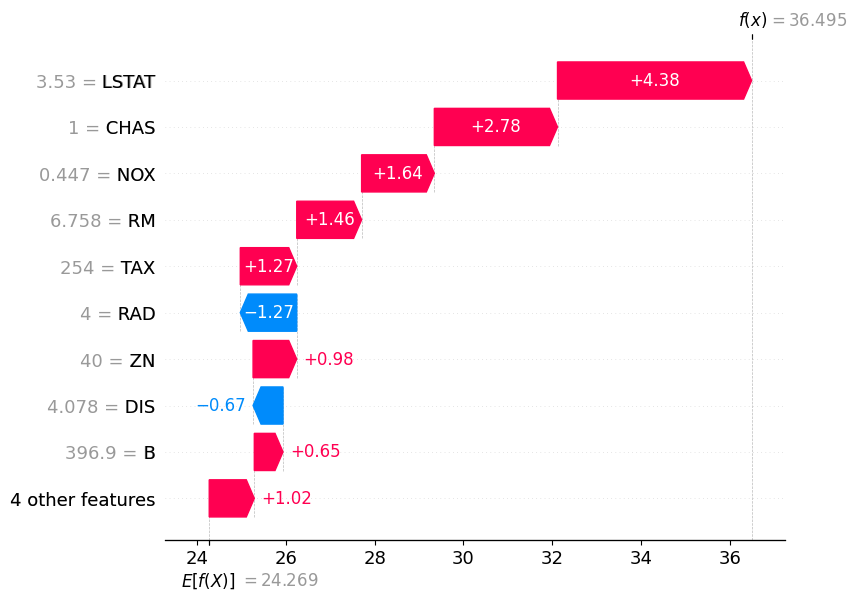 f(x) = 36.495
3.53 = LSTAT +4.38
1 = CHAS +2.78
0.447 = NOX +1.64
6.758 = RM +1.46
254 = TAX +1.27
4 = RAD −1.27
40 = ZN +0.98
4.078 = DIS −0.67
396.9 = B +0.65
4 other features +1.02
24 26 28 30 32 34 36
E[f(X)] = 24.269